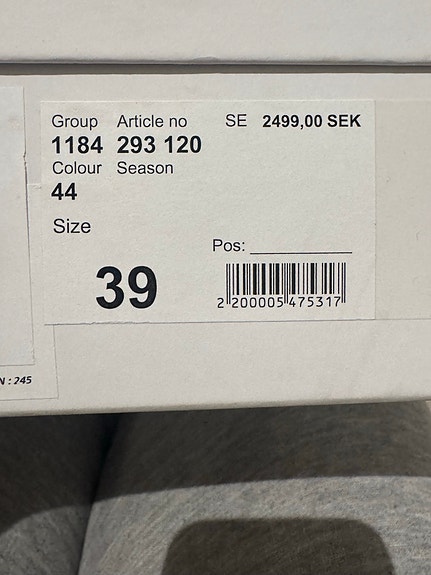 Group Article no SE 2499,00 SEK
1184 293 120
Colour Season
44
Size
Pos:
39
2 200005 475317
N : 245